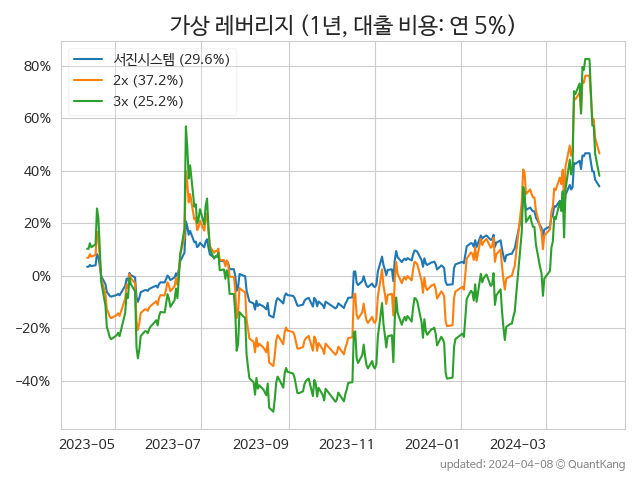 가상 레버리지 (1년, 대출 비용: 연 5%)
서진시스템 (29.6%)
2x (37.2%)
3x (25.2%)
80%
60%
40%
20%
0%
−20%
−40%
2023-05 2023-07 2023-09 2023-11 2024-01 2024-03
updated: 2024-04-08 © QuantKang